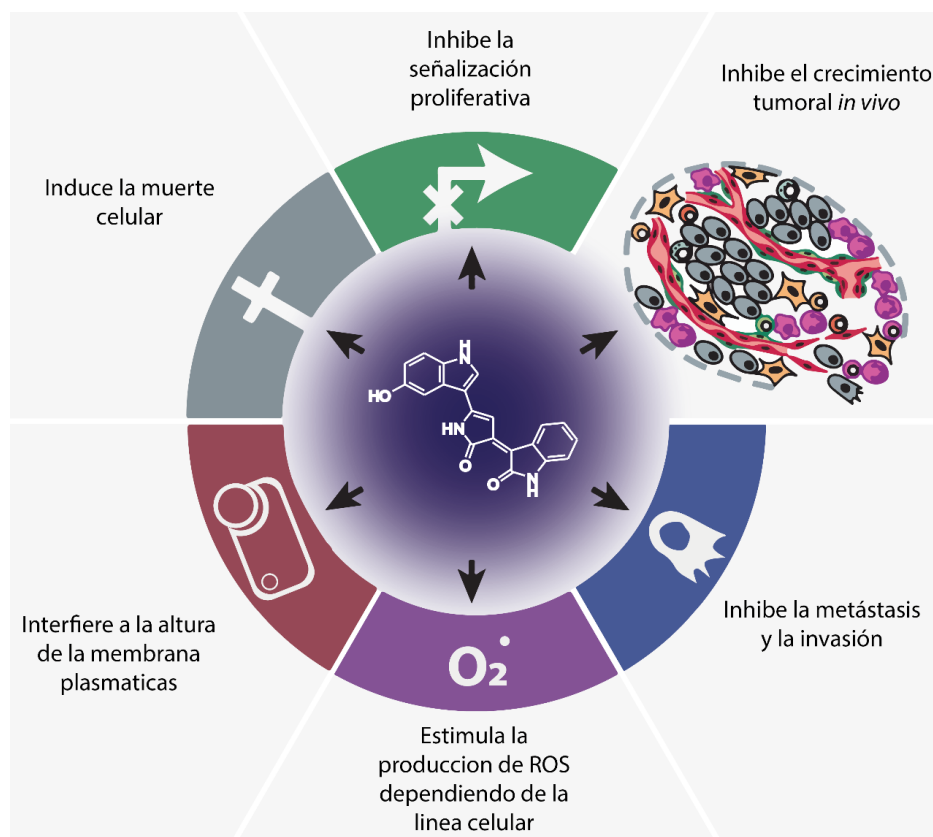 Inhibe la
señalización
proliferativa
Inhibe el crecimiento
tumoral in vivo
Induce la muerte
celular
H
N
HO
HN
O
O
N
H
Interfiere a la altura
de la membrana
plasmaticas
Inhibe la metástasis
y la invasión
O₂•
Estimula la
produccion de ROS
dependiendo de la
linea celular